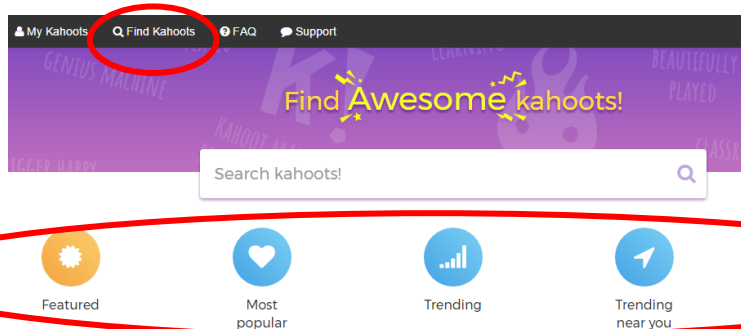 My Kahoots Find Kahoots FAQ Support
GENIUS MACHINE
K!
LEARNING
BEAUTIFULLY
PLAYED
Find Awesome kahoots!
Search kahoots!
Featured
Most
popular
Trending
Trending
near you